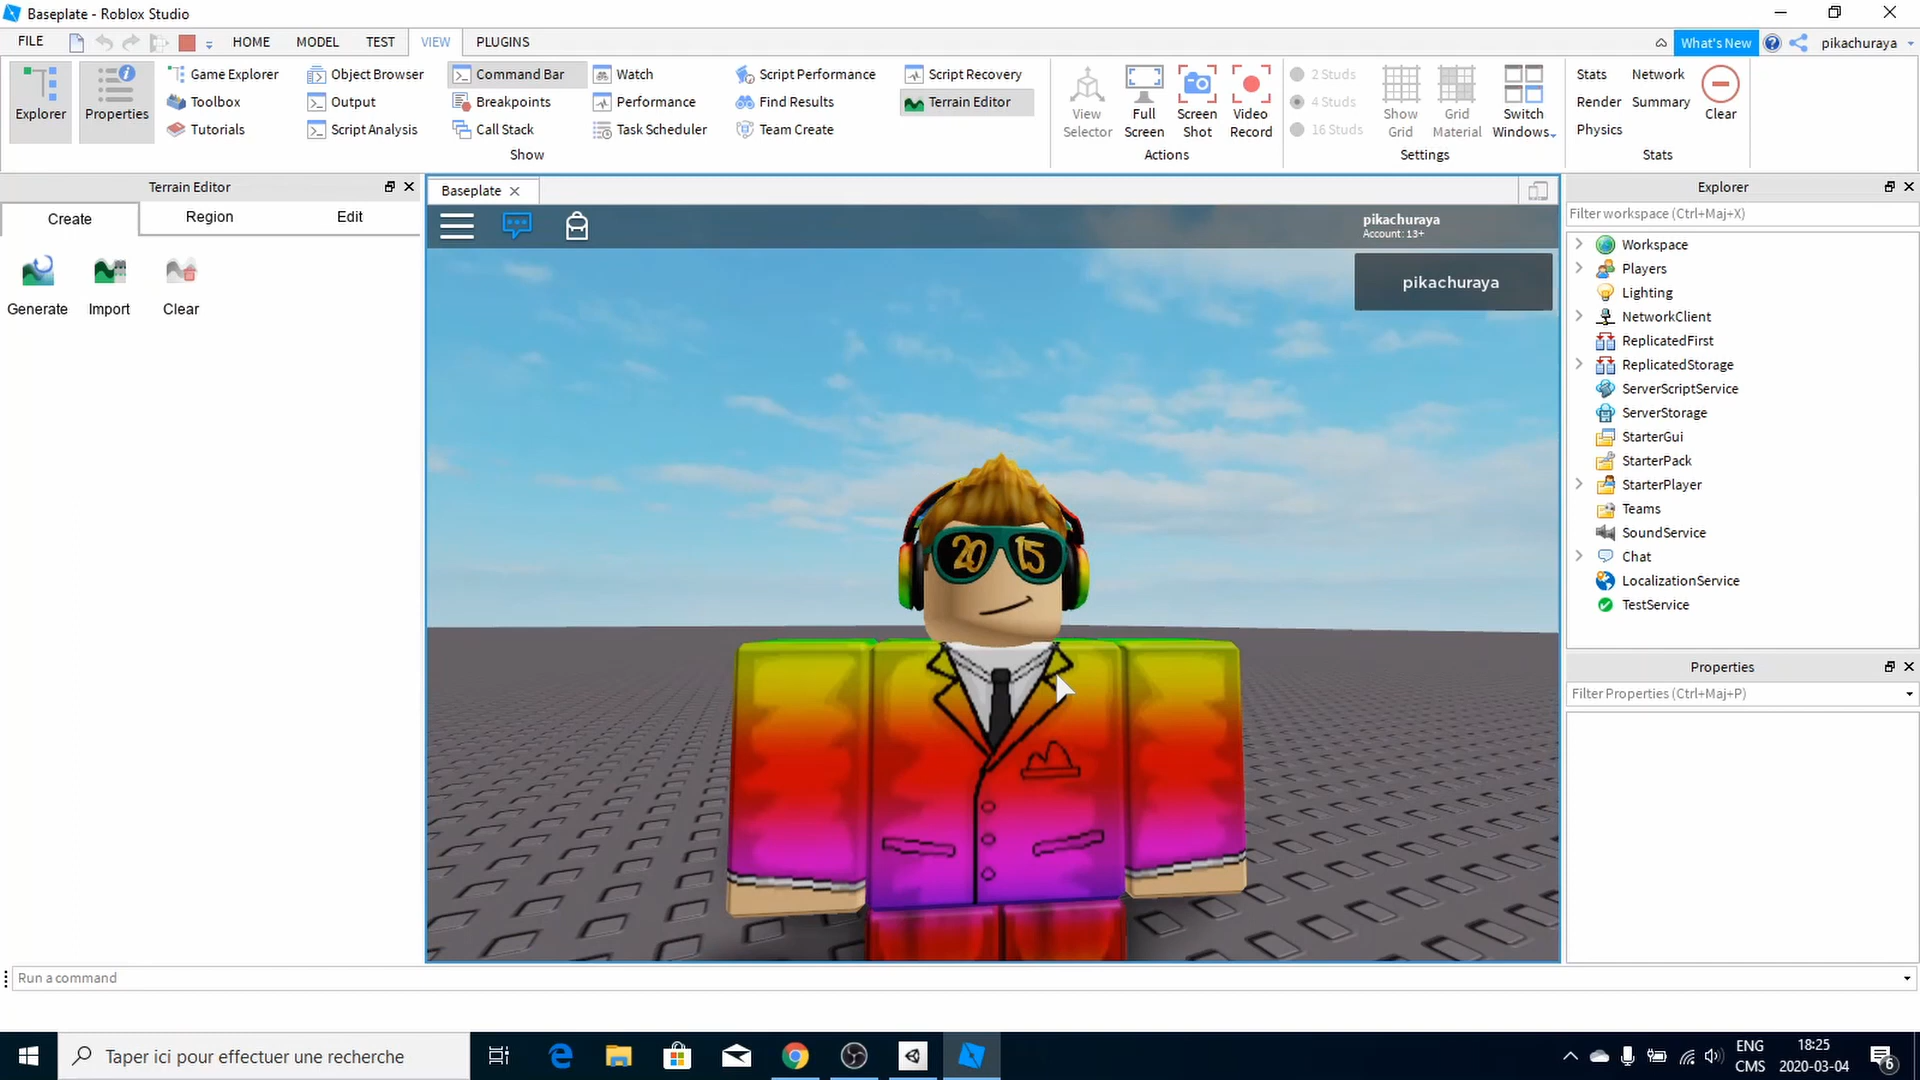 Baseplate - Roblox Studio
FILE
HOME
MODEL
TEST
VIEW
PLUGINS
What's New
pikachuraya
Explorer
Properties
Game Explorer
Toolbox
Tutorials
Object Browser
Output
Script Analysis
Command Bar
Breakpoints
Call Stack
Watch
Performance
Task Scheduler
Script Performance
Find Results
Team Create
Script Recovery
Terrain Editor
Show
View
Selector
Full
Screen
Screen
Shot
Video
Record
Actions
2 Studs
4 Studs
16 Studs
Show
Grid
Grid
Material
Switch
Windows
Settings
Stats
Network
Render
Summary
Physics
Clear
Stats
Terrain Editor
Create
Region
Edit
Generate
Import
Clear
Baseplate
pikachuraya
Account: 13+
pikachuraya
2015
Explorer
Filter workspace (Ctrl+Maj+X)
Workspace
Players
Lighting
NetworkClient
ReplicatedFirst
ReplicatedStorage
ServerScriptService
ServerStorage
StarterGui
StarterPack
StarterPlayer
Teams
SoundService
Chat
LocalizationService
TestService
Properties
Filter Properties (Ctrl+Maj+P)
Run a command
Taper ici pour effectuer une recherche
ENG
CMS
18:25
2020-03-04
6